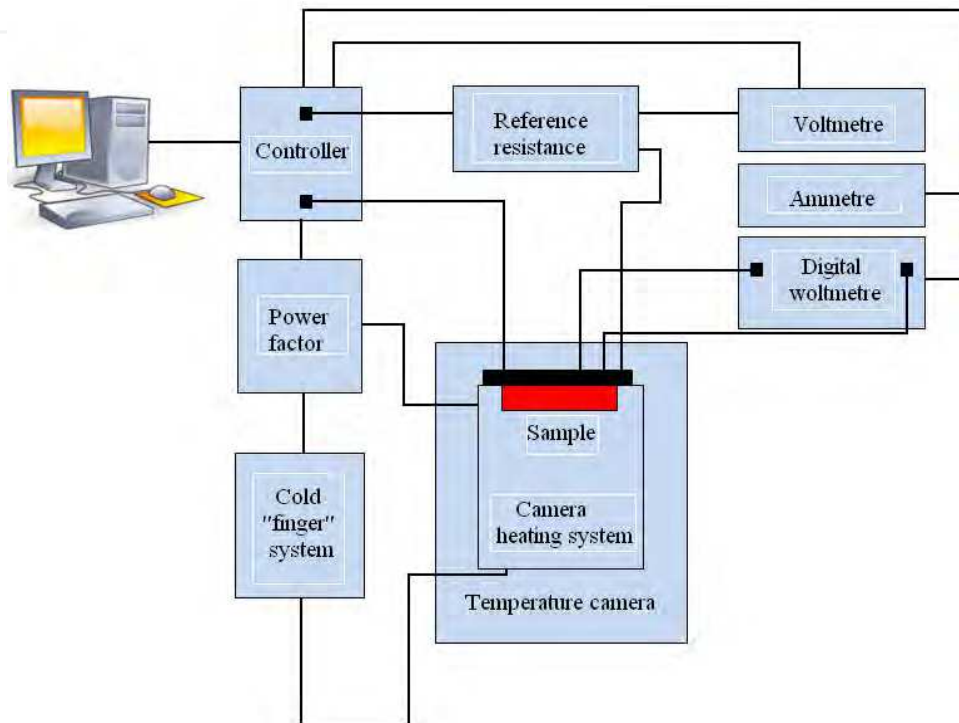 Controller
Reference
resistance
Voltmetre
Ammetre
Digital
woltmetre
Power
factor
Cold
"finger"
system
Sample
Camera
heating system
Temperature camera